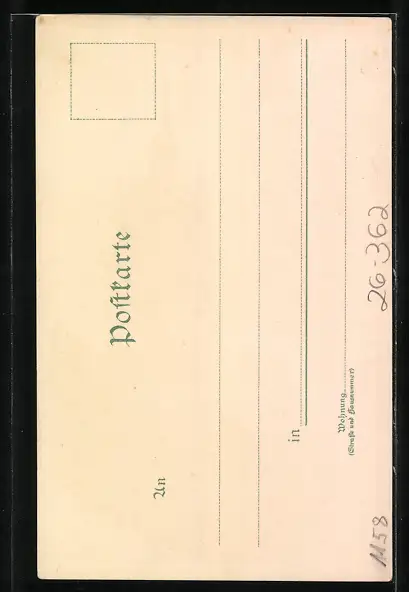 Postkarte
An
in
Wohnung
(Straße und Hausnummer)
1158
26-362